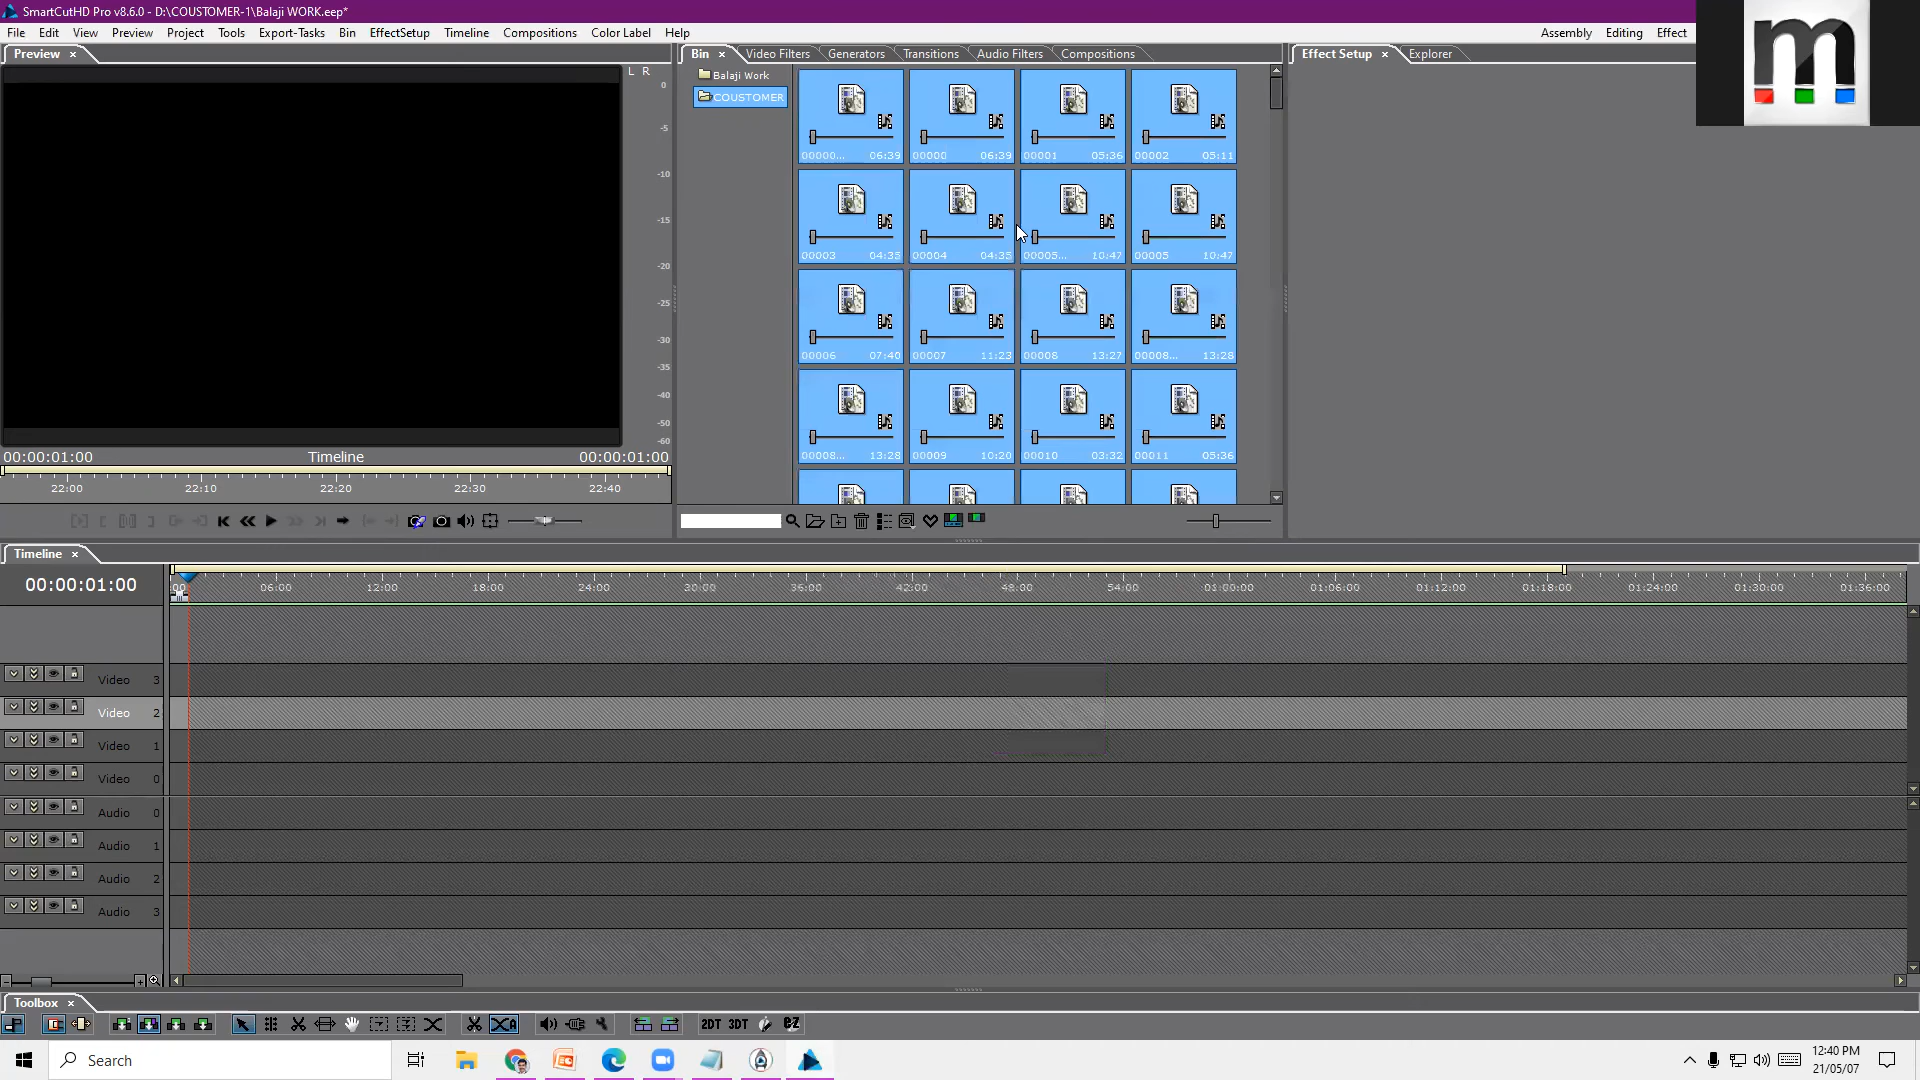 SmartCutHD Pro v8.6.0 - D:\COUSTOMER-1\Balaji WORK.eep*
File Edit View Preview Project Tools Export-Tasks Bin EffectSetup Timeline Compositions Color Label Help
Assembly Editing Effect
Preview
L R
0
-5
-10
-15
-20
-25
-30
-35
-40
-50
-60
00:00:01:00 Timeline 00:00:01:00
22:00 22:10 22:20 22:30 22:40
Bin Video Filters Generators Transitions Audio Filters Compositions
Balaji Work
COUSTOMER
00000... 06:39 00000 06:39 00001 05:36 00002 05:11
00003 04:35 00004 04:35 00005... 10:47 00005 10:47
00006 07:40 00007 11:23 00008 13:27 00008... 13:28
00008... 13:28 00009 10:20 00010 03:32 00011 05:36
Effect Setup Explorer
m
Timeline
00:00:01:00
:00 06:00 12:00 18:00 24:00 30:00 36:00 42:00 48:00 54:00 01:00:00 01:06:00 01:12:00 01:18:00 01:24:00 01:30:00 01:36:00
Video 3
Video 2
Video 1
Video 0
Audio 0
Audio 1
Audio 2
Audio 3
Toolbox
2DT 3DT eZ
Search
12:40 PM
21/05/07